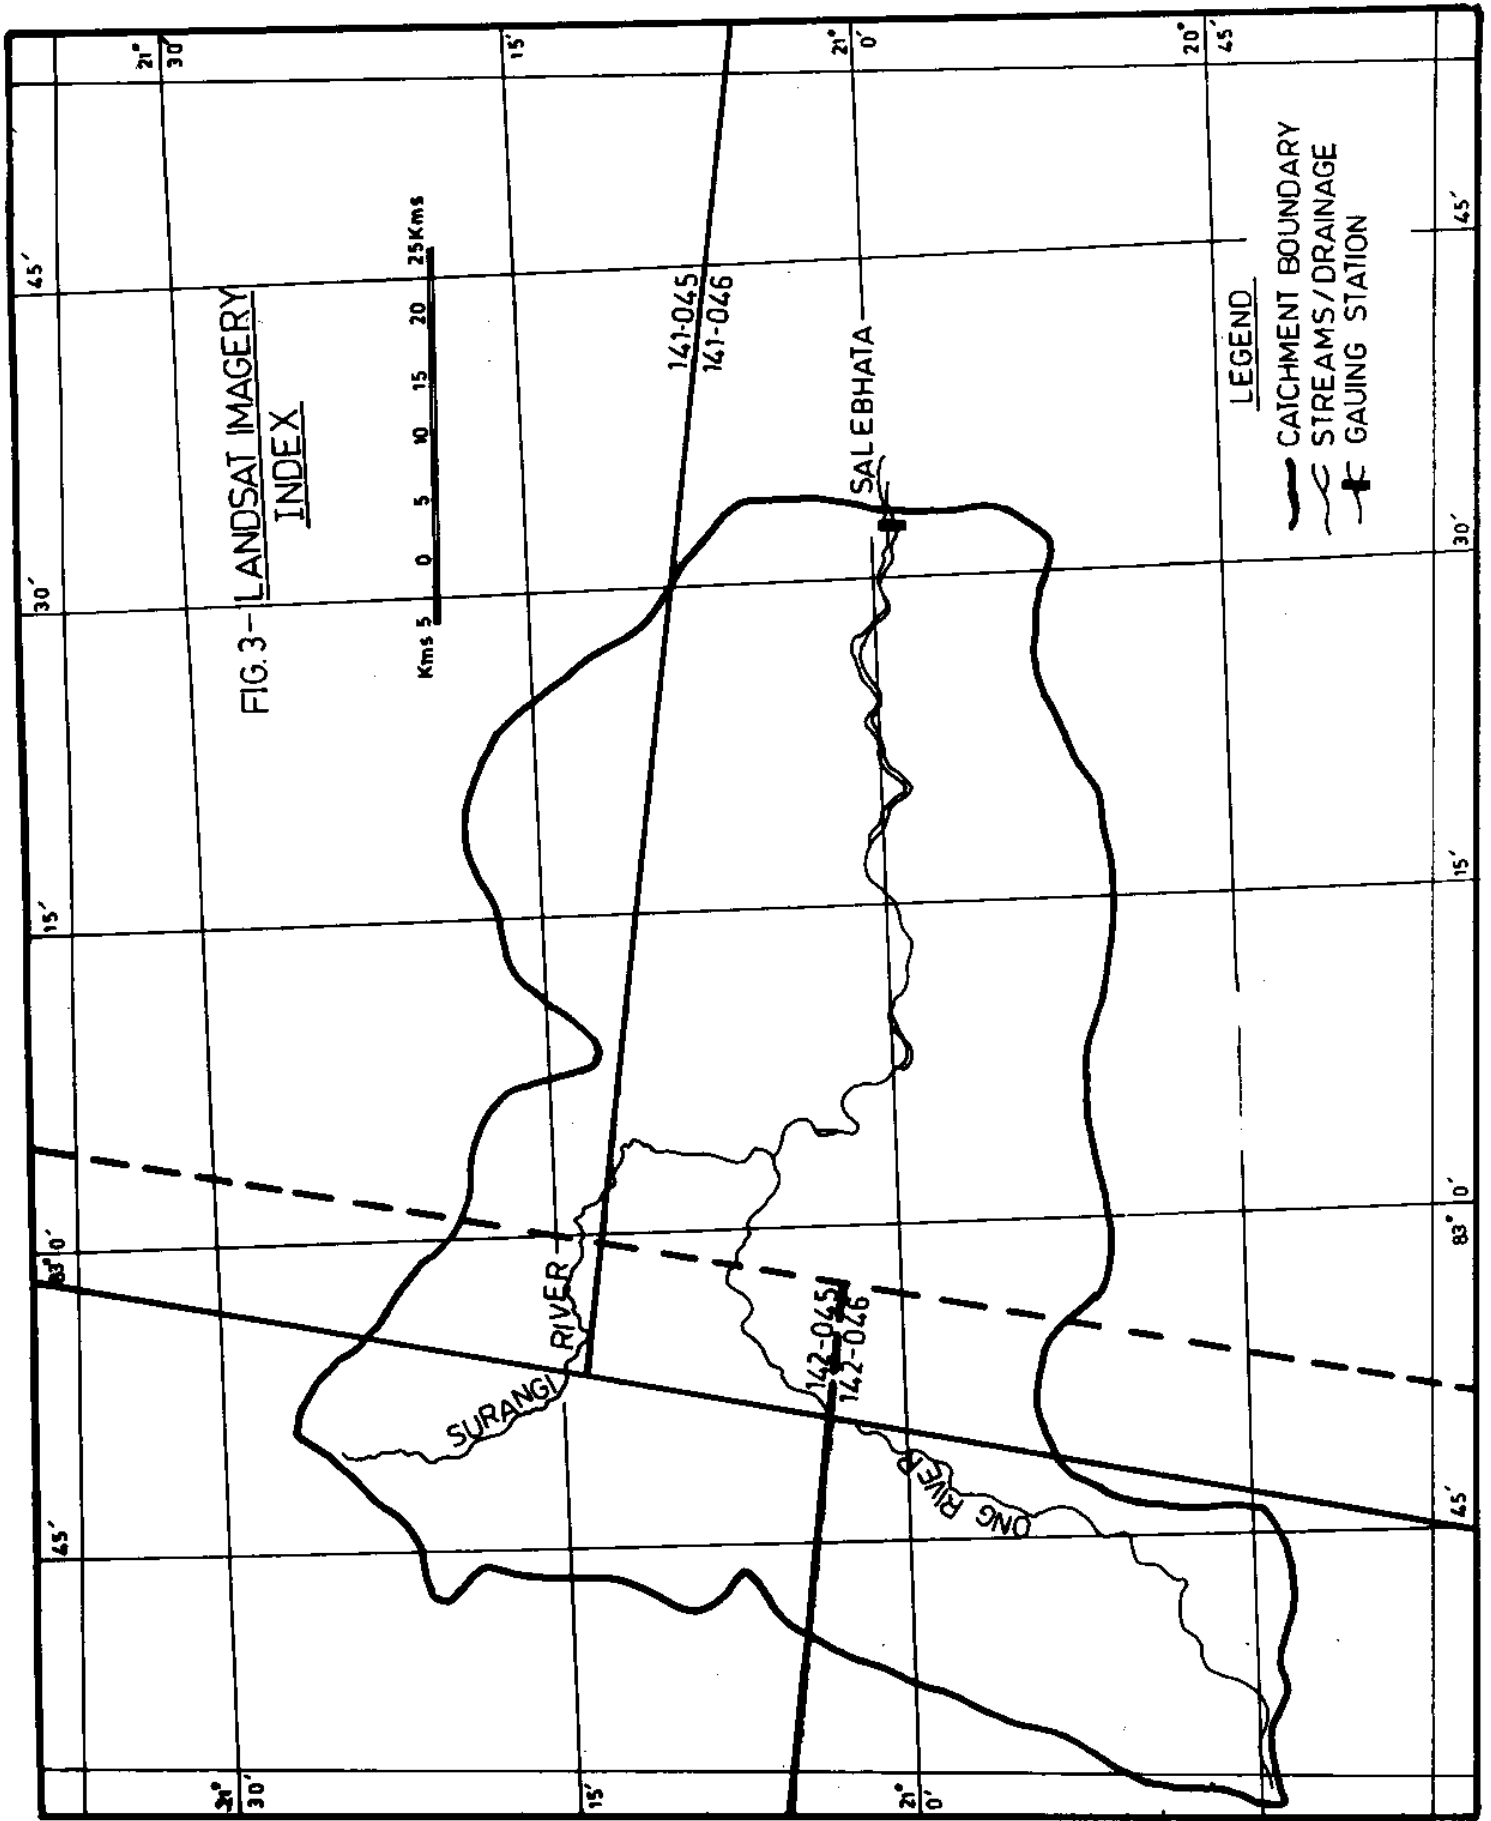 FIG.3- LANDSAT IMAGERY
INDEX
Kms 5 0 5 10 15 20 25Kms
21° 30'
15'
21° 0'
20° 45'
45'
30'
15'
83° 0'
45'
141-045
141-046
142-045
142-046
SURANGI RIVER
ONG RIVER
SALEBHATA
45'
30'
15'
83° 0'
45'
21° 30'
15'
21° 0'
LEGEND
CATCHMENT BOUNDARY
STREAMS/DRAINAGE
GAUING STATION